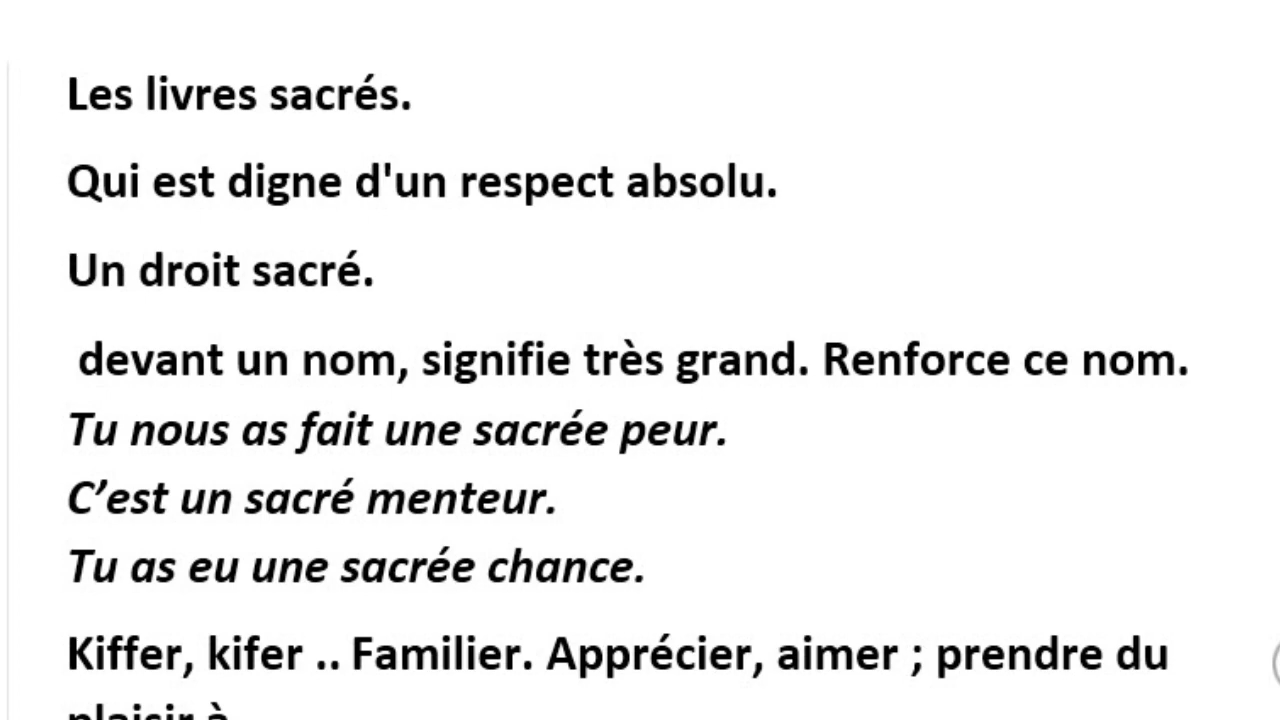 Les livres sacrés.
Qui est digne d'un respect absolu.
Un droit sacré.
devant un nom, signifie très grand. Renforce ce nom.
Tu nous as fait une sacrée peur.
C’est un sacré menteur.
Tu as eu une sacrée chance.
Kiffer, kifer .. Familier. Apprécier, aimer ; prendre du
plaisir à